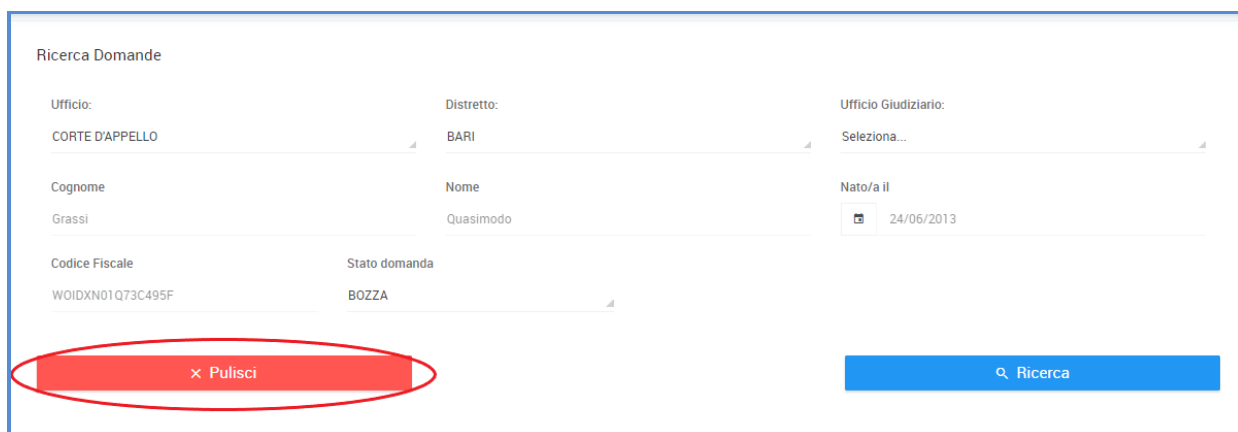 Ricerca Domande
Ufficio: Distretto: Ufficio Giudiziario:
CORTE D'APPELLO BARI Seleziona...
Cognome Nome Nato/a il
Grassi Quasimodo 24/06/2013
Codice Fiscale Stato domanda
WOIDXN01Q73C495F BOZZA
× Pulisci Ricerca